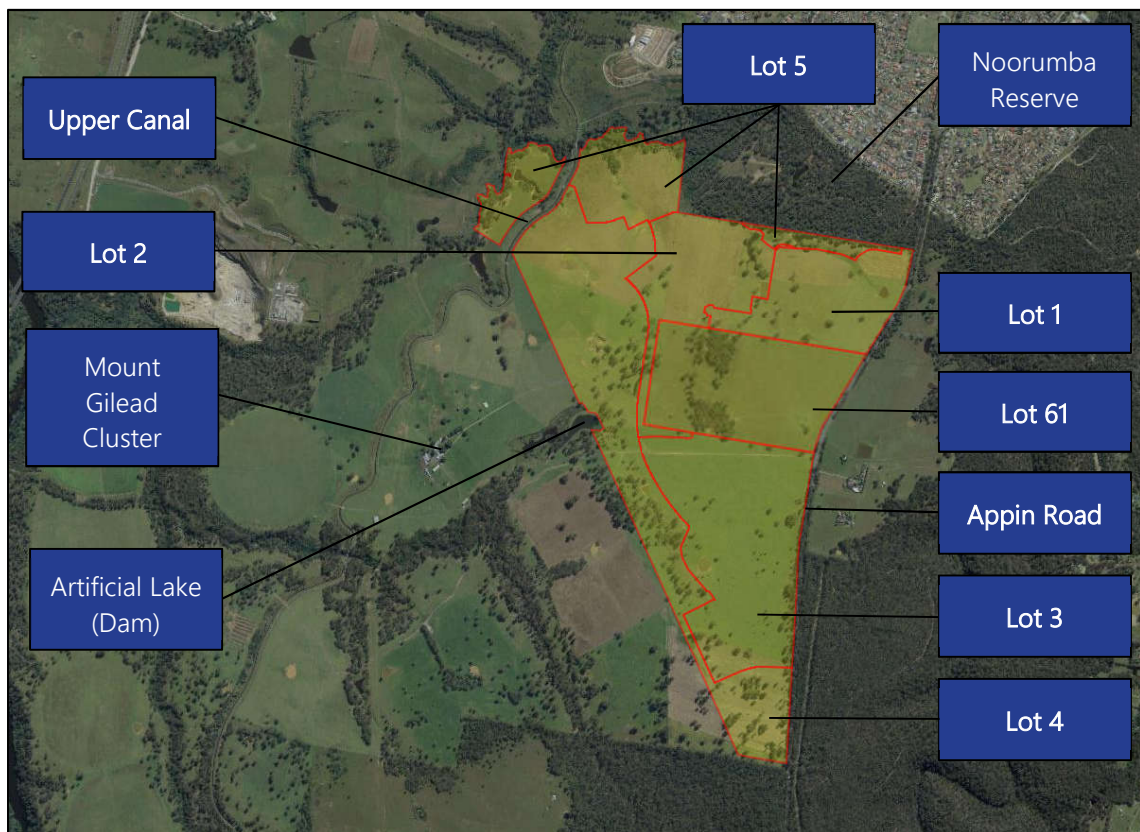 Lot 5
Noorumba
Reserve
Upper Canal
Lot 2
Lot 1
Mount
Gilead
Cluster
Lot 61
Appin Road
Artificial Lake
(Dam)
Lot 3
Lot 4